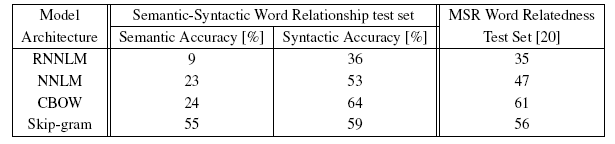 Model Semantic-Syntactic Word Relationship test set MSR Word Relatedness
Architecture Semantic Accuracy [%] Syntactic Accuracy [%] Test Set [20]
RNNLM 9 36 35
NNLM 23 53 47
CBOW 24 64 61
Skip-gram 55 59 56